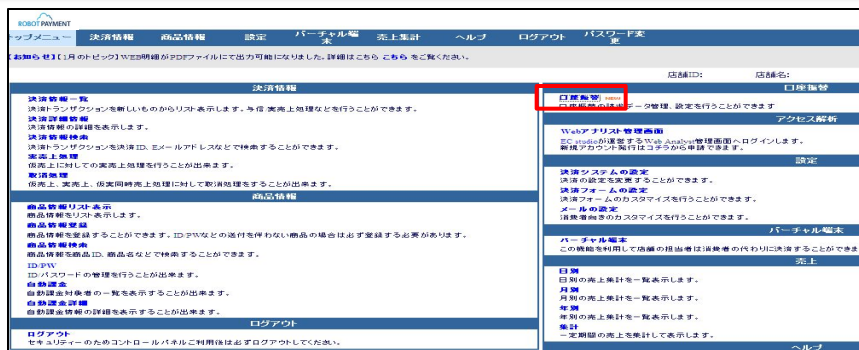 ROBOT PAYMENT
トップメニュー 決済情報 商品情報 設定 バーチャル端末 売上集計 ヘルプ ログアウト パスワード変更
【お知らせ】【1月のトピック】WEB明細がPDFファイルにて出力可能になりました。詳細はこちら こちら をご覧ください。
店舗ID: 店舗名:
決済情報
決済情報一覧
決済トランザクションを新しいものからリスト表示します。与信 実売上処理などを行うことができます。
決済詳細情報
決済情報の詳細を表示します。
決済情報検索
決済トランザクションを決済ID、Eメールアドレスなどで検索することができます。
実売上処理
仮売上に対しての実売上処理を行うことが出来ます。
取消処理
仮売上、実売上、仮実同時売上処理に対して取消処理をすることが出来ます。
商品情報
商品情報リスト表示
商品情報をリスト表示します。
商品情報登録
商品情報を登録することができます。ID/PWなどの送付を伴わない商品の場合は必ず登録する必要があります。
商品情報検索
商品情報を商品ID、商品名などで検索することができます。
ID/PW
ID/パスワードの管理を行うことが出来ます。
自動課金
自動課金対象者の一覧を表示することが出来ます。
自動課金詳細
自動課金情報の詳細を表示することが出来ます。
ログアウト
ログアウト
セキュリティーのためコントロールパネルご利用後は必ずログアウトしてください。
口座振替
口座振替
口座振替の請求データ管理、設定を行うことができます
アクセス解析
Webアナリスト管理画面
EC studioが運営するWeb Analyst管理画面へログインします。
新規アカウント発行はコチラから申請できます。
設定
決済システムの設定
決済の設定を変更することができます。
決済フォームの設定
決済フォームのカスタマイズを行うことができます。
メールの設定
消費者向きのカスタマイズを行うことができます。
バーチャル端末
バーチャル端末
この機能を利用して店舗の担当者は消費者の代わりに決済することができま
売上
日別
日別の売上集計を一覧表示します。
月別
月別の売上集計を一覧表示します。
年別
年別の売上集計を一覧表示します。
集計
一定期間の売上を集計して表示します。
ヘルプ